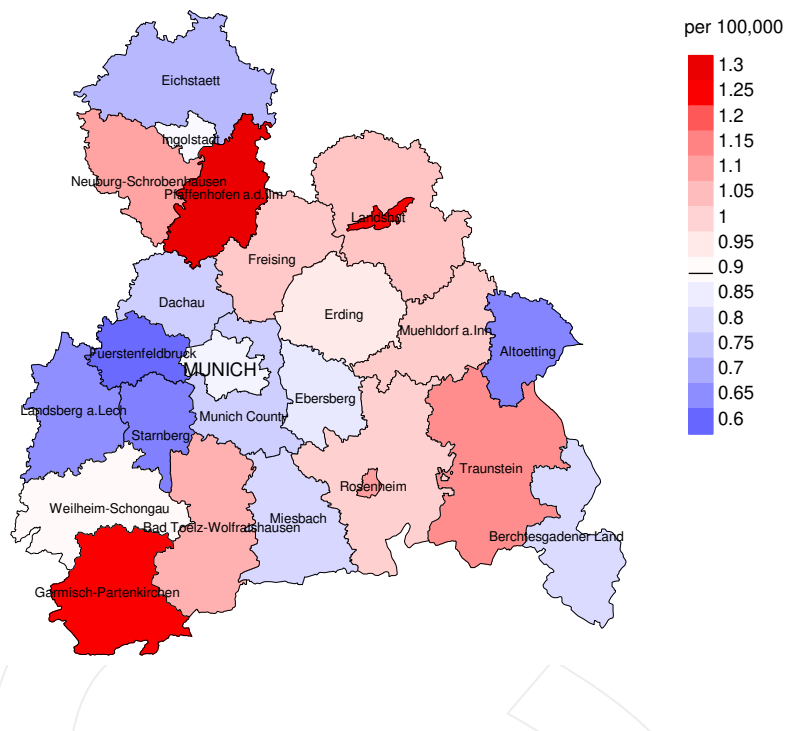 per 100,000
1.3
1.25
1.2
1.15
1.1
1.05
1
0.95
0.9
0.85
0.8
0.75
0.7
0.65
0.6
Eichstaett
Ingolstadt
Neuburg-Schrobenhausen
Pfaffenhofen a.d.Ilm
Landshut
Freising
Dachau
Erding
Muehldorf a.Inn
Altoetting
Fuerstenfeldbruck
MUNICH
Ebersberg
Landsberg a.Lech
Munich County
Starnberg
Traunstein
Rosenheim
Weilheim-Schongau
Miesbach
Bad Toelz-Wolfratshausen
Berchtesgadener Land
Garmisch-Partenkirchen